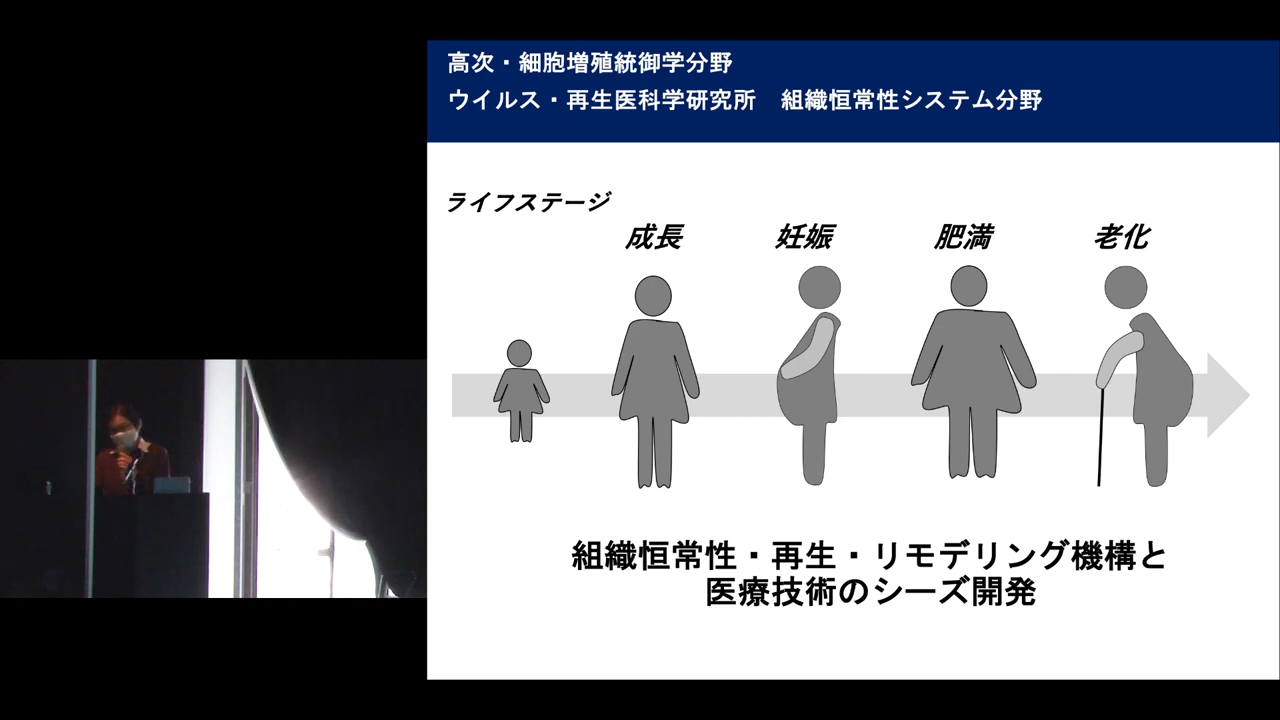 高次・細胞増殖統御学分野
ウイルス・再生医科学研究所　組織恒常性システム分野
ライフステージ
成長
妊娠
肥満
老化
組織恒常性・再生・リモデリング機構と
医療技術のシーズ開発